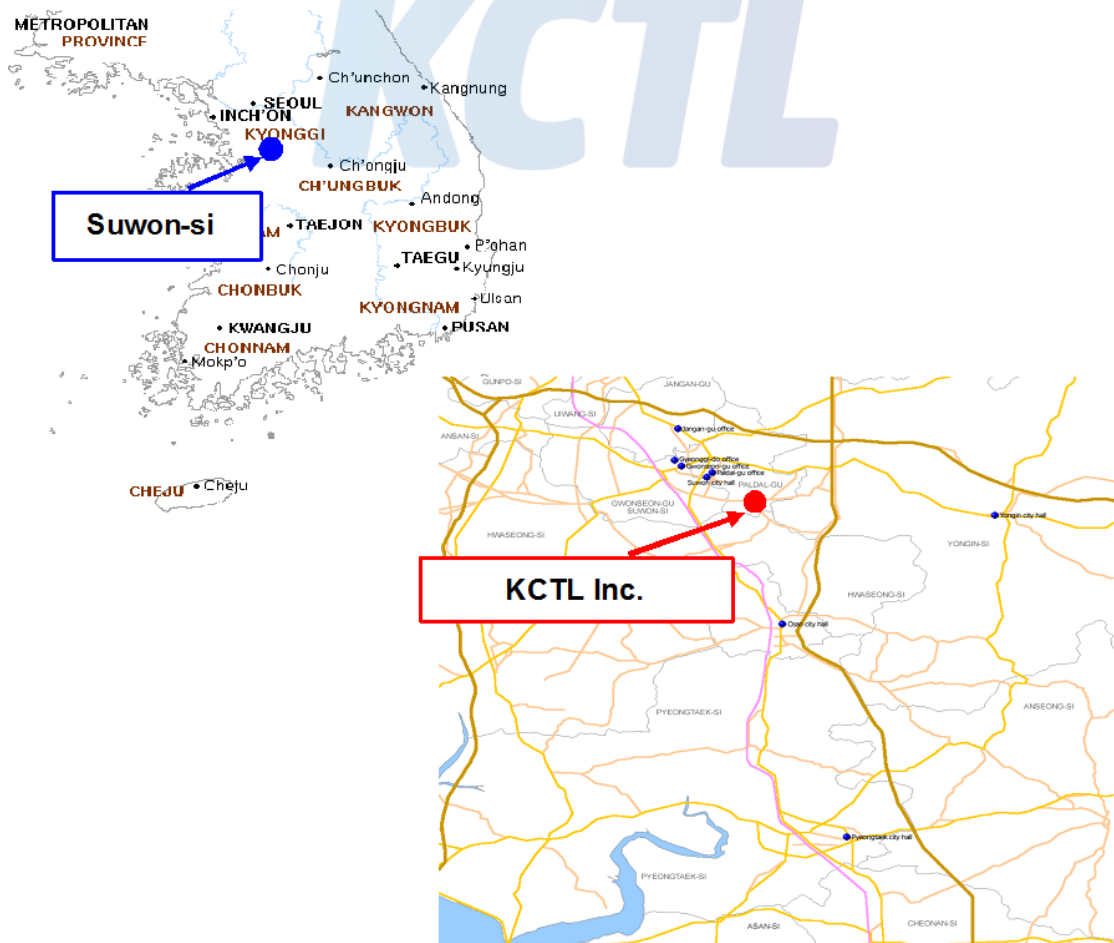 KCTL
METROPOLITAN
PROVINCE
Ch'unchon
Kangnung
SEOUL
KANGWON
INCH'ON
KYONGGI
Ch'ongju
CH'UNGBUK
Andong
Suwon-si
AM
TAEJON
KYONGBUK
P'ohan
TAEGU
Kyungju
Chonju
CHONBUK
Ulsan
KYONGNAM
KWANGJU
PUSAN
CHONNAM
Mokp'o
CHEJU
Cheju
GUNPO-SI
JANGAN-GU
UIWANG-SI
Jangan-gu office
ANSAN-SI
Gyeonggi-do office
Gwonseon-gu office
Paldal-gu office
Suwon city hall
PALDAL-GU
GWONSEON-GU
SUWON-SI
Yongin city hall
HWASEONG-SI
YONGIN-SI
KCTL Inc.
HWASEONG-SI
Osan city hall
PYEONGTAEK-SI
ANSEONG-SI
Pyeongtaek city hall
PYEONGTAEK-SI
ASAN-SI
CHEONAN-SI